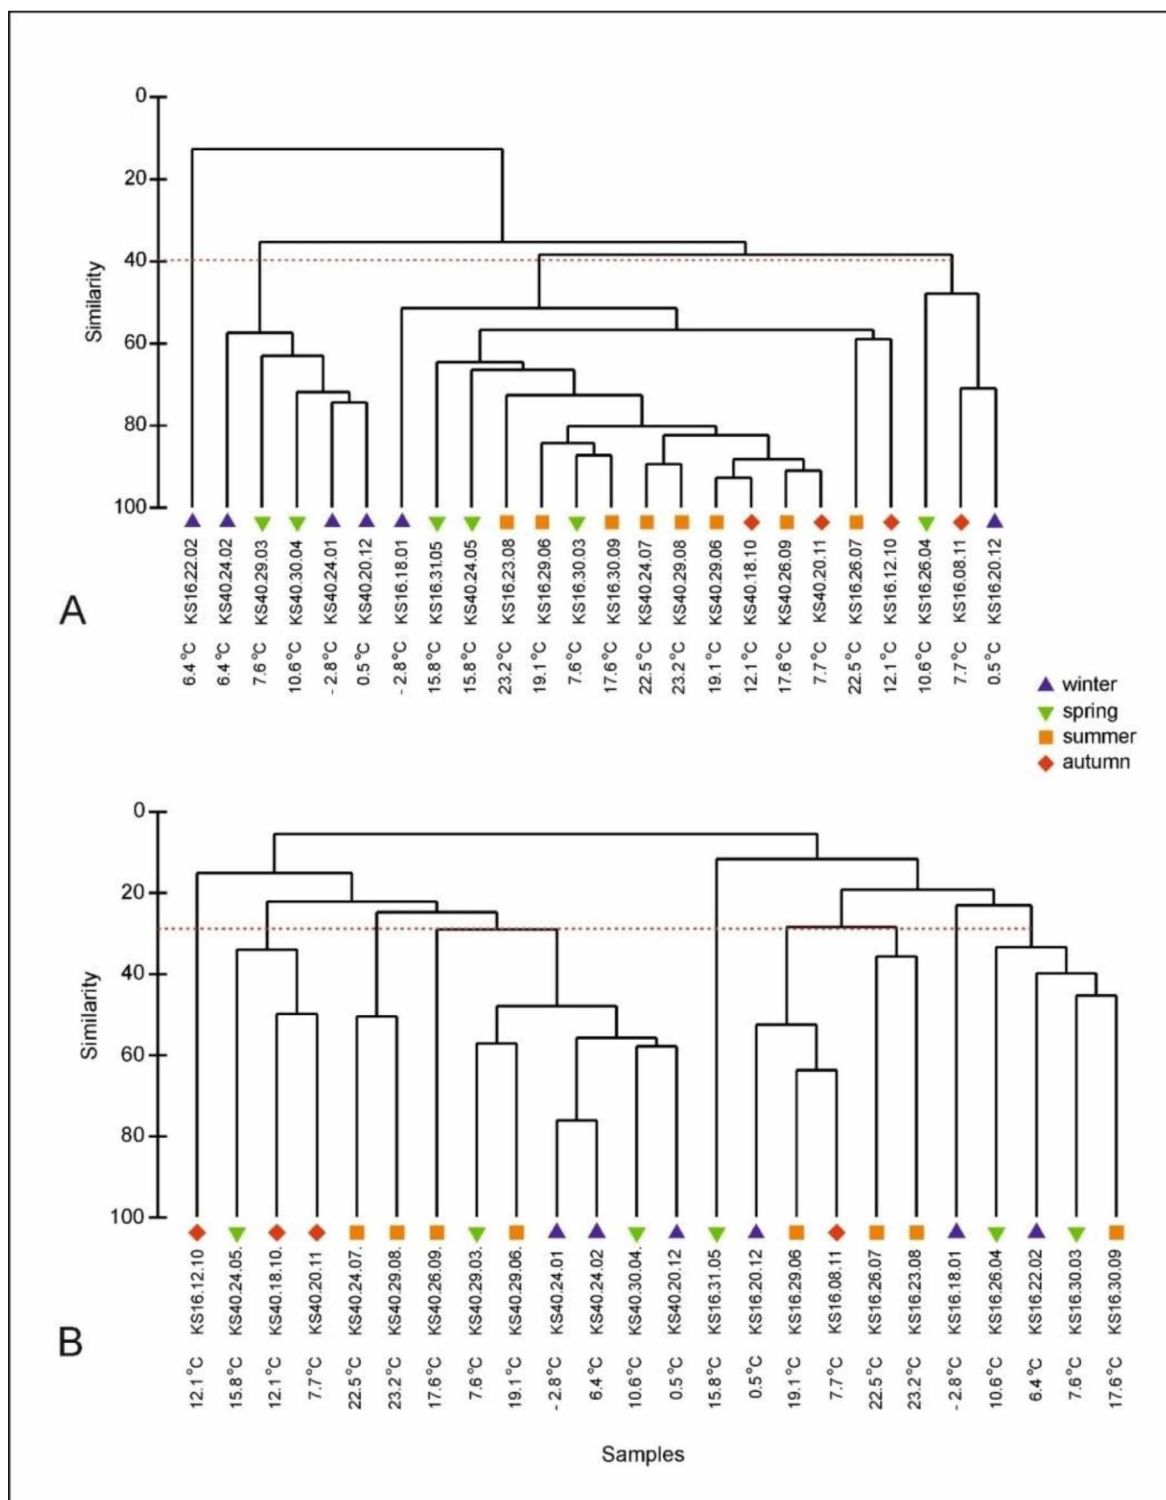 0
20
40
60
80
100
Similarity
KS16.22.02
KS40.24.02
KS40.29.03
KS40.30.04
KS40.24.01
KS40.20.12
KS16.18.01
KS16.31.05
KS40.24.05
KS16.23.08
KS16.29.06
KS16.30.03
KS16.30.09
KS40.24.07
KS40.29.08
KS40.29.06
KS40.18.10
KS40.26.09
KS40.20.11
KS16.26.07
KS16.12.10
KS16.26.04
KS16.08.11
KS16.20.12
A
6.4 °C
6.4 °C
7.6 °C
10.6 °C
- 2.8 °C
0.5 °C
- 2.8 °C
15.8 °C
15.8 °C
23.2 °C
19.1 °C
7.6 °C
17.6 °C
22.5 °C
23.2 °C
19.1 °C
12.1 °C
17.6 °C
7.7 °C
22.5 °C
12.1 °C
10.6 °C
7.7 °C
0.5 °C
winter
spring
summer
autumn
0
20
40
60
80
100
Similarity
KS16.12.10
KS40.24.05.
KS40.18.10.
KS40.20.11
KS40.24.07.
KS40.29.08.
KS40.26.09.
KS40.29.03.
KS40.29.06.
KS40.24.01
KS40.24.02
KS40.30.04.
KS40.20.12
KS16.31.05
KS16.20.12
KS16.29.06
KS16.08.11
KS16.26.07
KS16.23.08
KS16.18.01
KS16.26.04
KS16.22.02
KS16.30.03
KS16.30.09
B
12.1 °C
15.8 °C
12.1 °C
7.7 °C
22.5 °C
23.2 °C
17.6 °C
7.6 °C
19.1 °C
- 2.8 °C
6.4 °C
10.6 °C
0.5 °C
15.8 °C
0.5 °C
19.1 °C
7.7 °C
22.5 °C
23.2 °C
- 2.8 °C
10.6 °C
6.4 °C
7.6 °C
17.6 °C
Samples